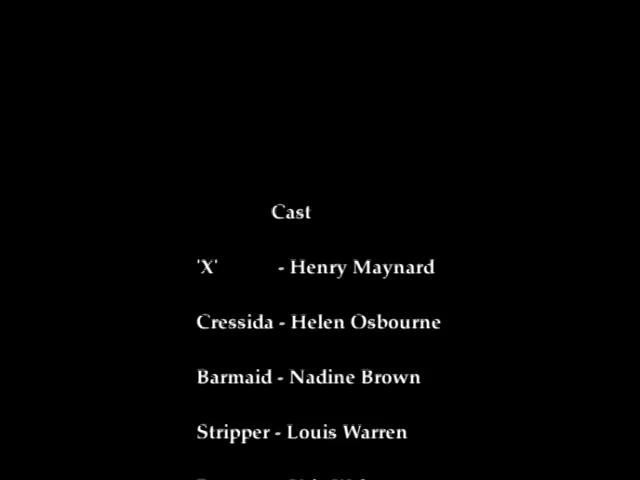 Cast
'X' - Henry Maynard
Cressida - Helen Osbourne
Barmaid - Nadine Brown
Stripper - Louis Warren